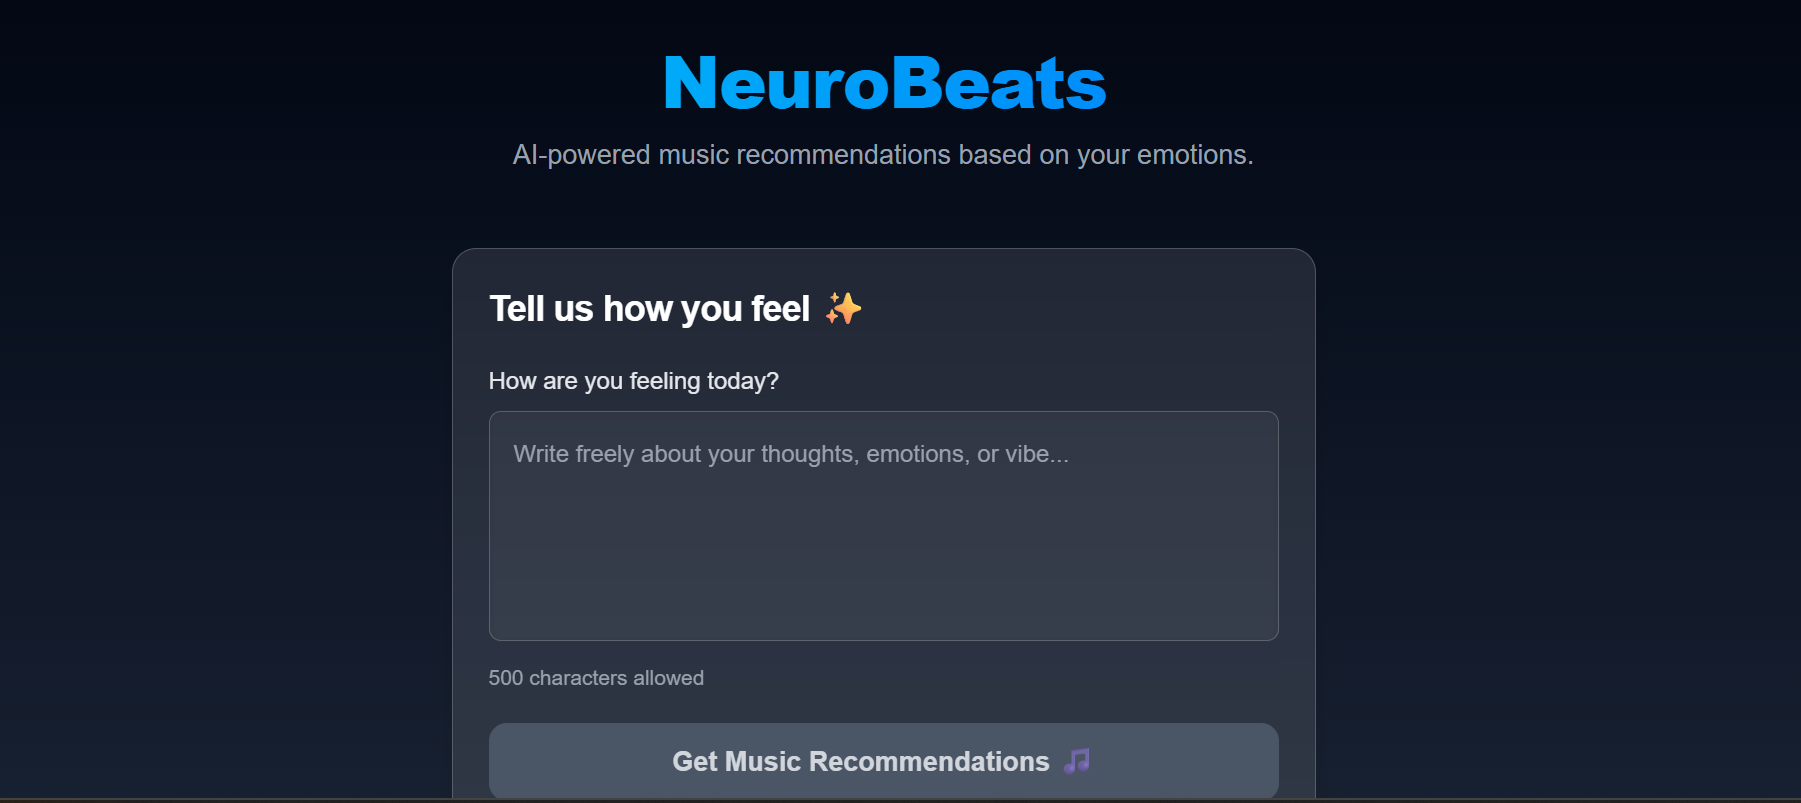 NeuroBeats
AI-powered music recommendations based on your emotions.
Tell us how you feel ✨
How are you feeling today?
Write freely about your thoughts, emotions, or vibe...
500 characters allowed
Get Music Recommendations 🎵